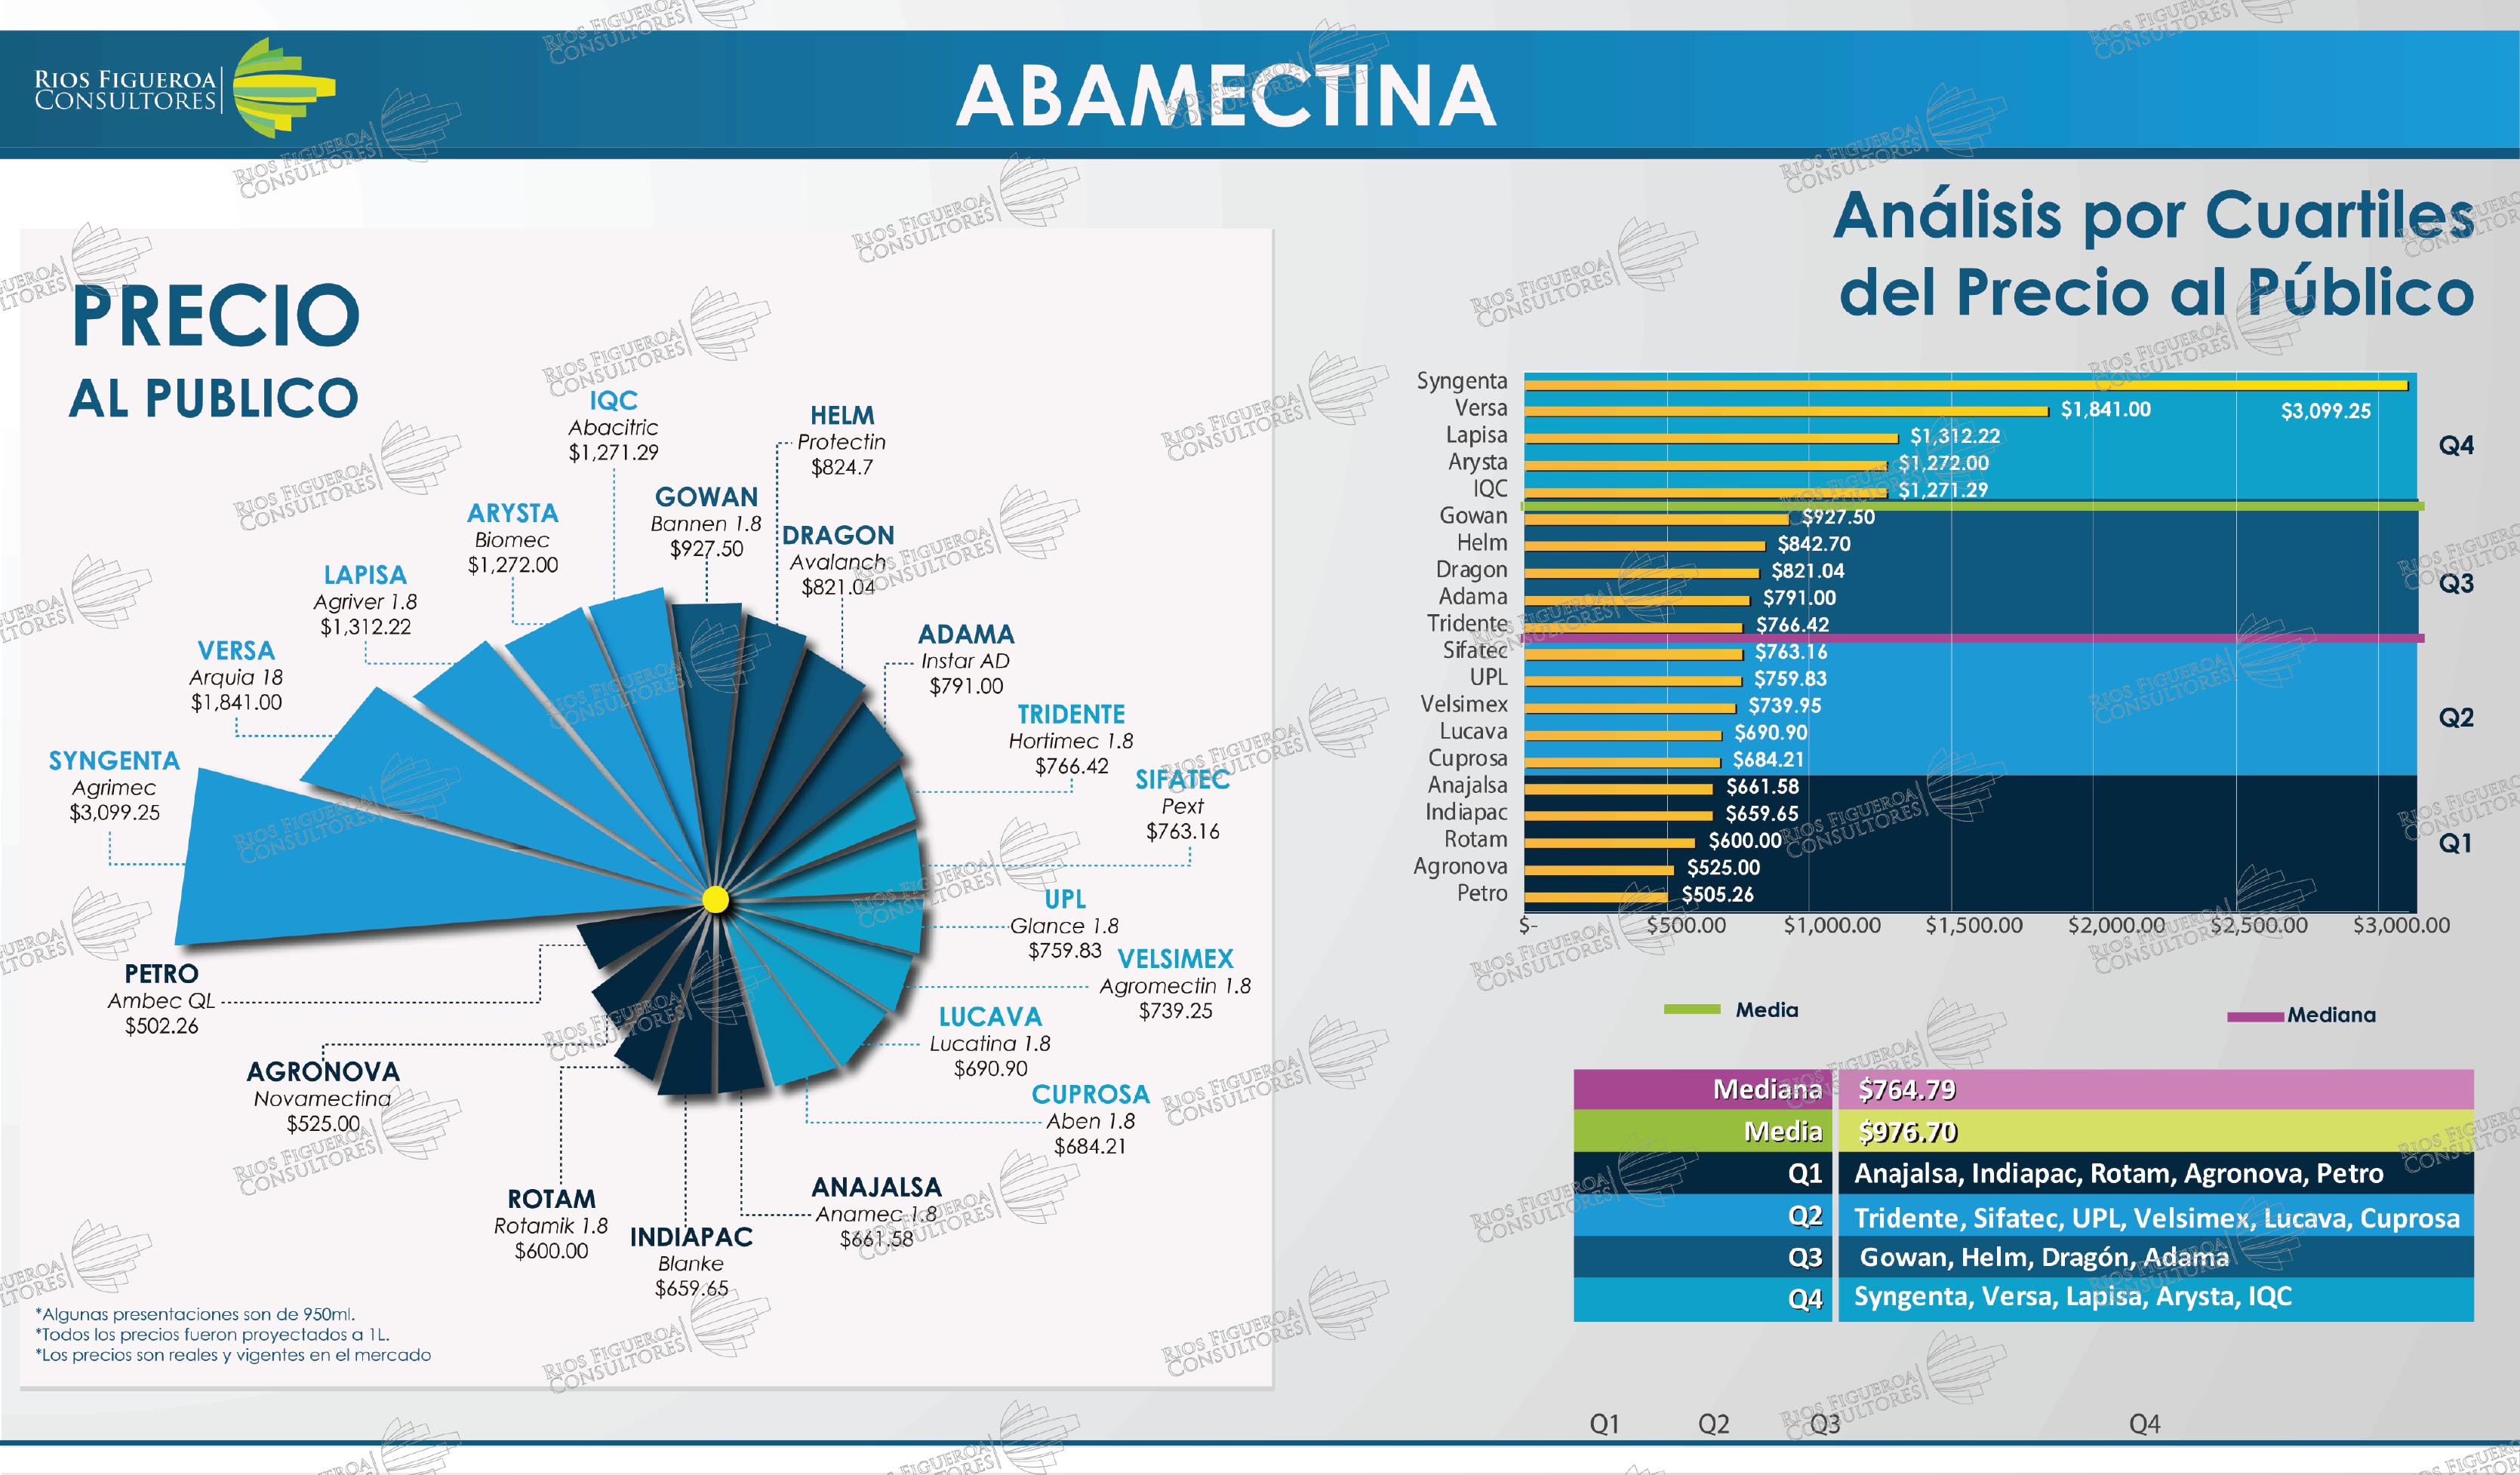 RIOS FIGUEROA
CONSULTORES
ABAMECTINA
PRECIO
AL PUBLICO
IQC
Abacitric
$1,271.29
HELM
Protectin
$824.7
GOWAN
Bannen 1.8
$927.50
DRAGON
Avalanch
$821.04
ARYSTA
Biomec
$1,272.00
LAPISA
Agriver 1.8
$1,312.22
VERSA
Arquia 18
$1,841.00
SYNGENTA
Agrimec
$3,099.25
ADAMA
Instar AD
$791.00
TRIDENTE
Hortimec 1.8
$766.42
SIFATEC
Pext
$763.16
UPL
Glance 1.8
$759.83
VELSIMEX
Agromectin 1.8
$739.25
LUCAVA
Lucatina 1.8
$690.90
CUPROSA
Aben 1.8
$684.21
ANAJALSA
Anamec 1.8
$661.58
INDIAPAC
Blanke
$659.65
ROTAM
Rotamik 1.8
$600.00
AGRONOVA
Novamectina
$525.00
PETRO
Ambec QL
$502.26
*Algunas presentaciones son de 950ml.
*Todos los precios fueron proyectados a 1L.
*Los precios son reales y vigentes en el mercado
Análisis por Cuartiles
del Precio al Público
Syngenta
Versa $1,841.00 $3,099.25
Lapisa $1,312.22
Arysta $1,272.00
IQC $1,271.29
Gowan $927.50
Helm $842.70
Dragon $821.04
Adama $791.00
Tridente $766.42
Sifatec $763.16
UPL $759.83
Velsimex $739.95
Lucava $690.90
Cuprosa $684.21
Anajalsa $661.58
Indiapac $659.65
Rotam $600.00
Agronova $525.00
Petro $505.26
Q4
Q3
Q2
Q1
$- $500.00 $1,000.00 $1,500.00 $2,000.00 $2,500.00 $3,000.00
Media Mediana
Mediana $764.79
Media $976.70
Q1 Anajalsa, Indiapac, Rotam, Agronova, Petro
Q2 Tridente, Sifatec, UPL, Velsimex, Lucava, Cuprosa
Q3 Gowan, Helm, Dragón, Adama
Q4 Syngenta, Versa, Lapisa, Arysta, IQC
Q1 Q2 Q3 Q4